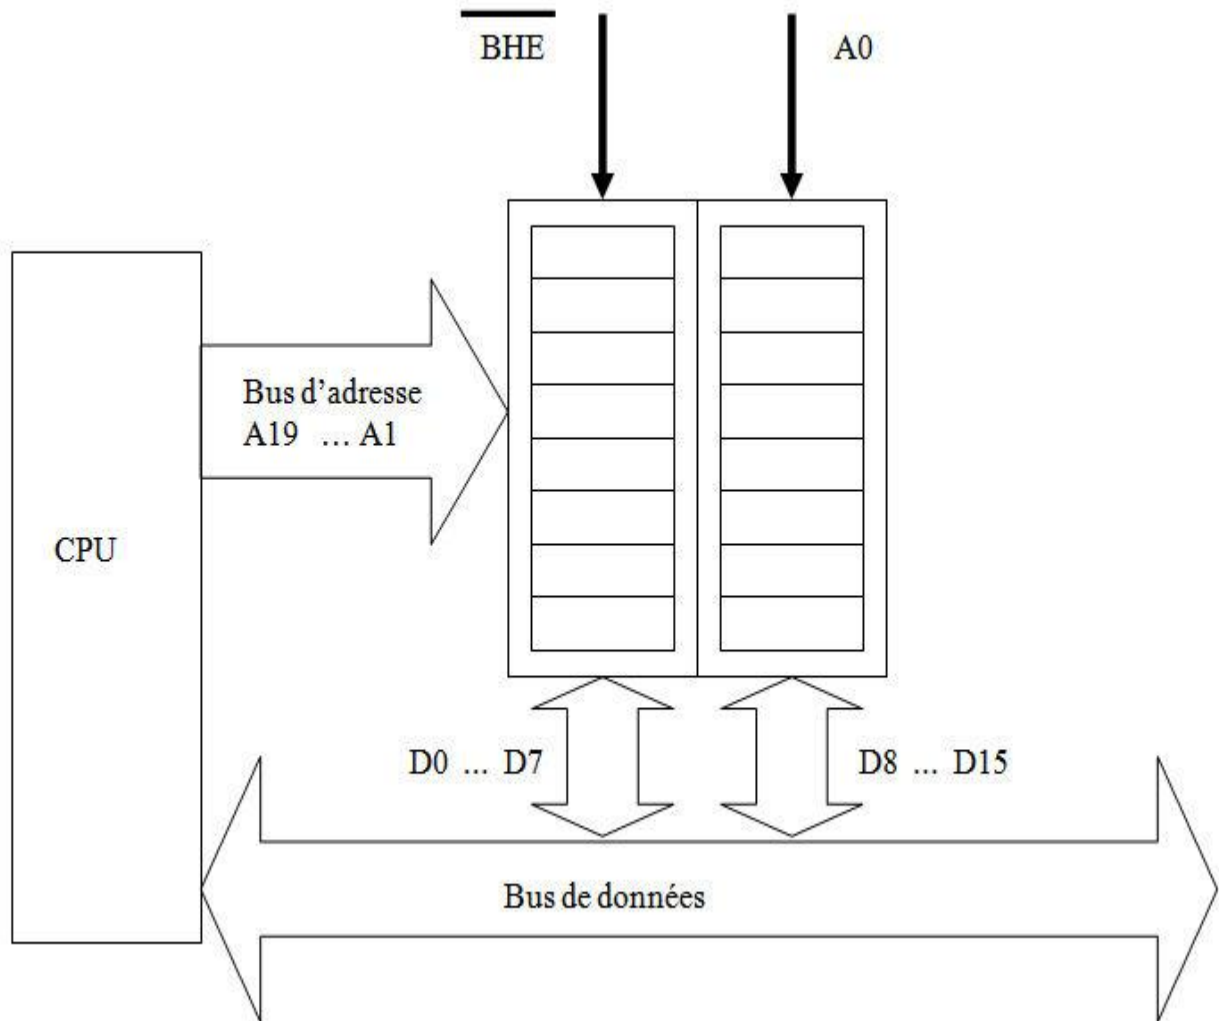 BHE
A0
Bus d’adresse
A19 ... A1
CPU
D0 ... D7
D8 ... D15
Bus de données